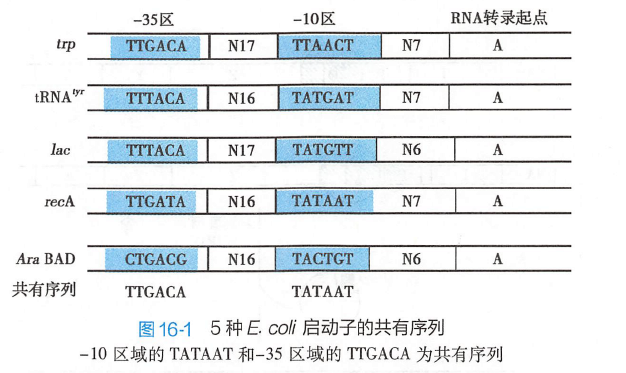 -35区 -10区 RNA转录起点
trp TTGACA N17 TTAACT N7 A
tRNAtyr TTTACA N16 TATGAT N7 A
lac TTTACA N17 TATGTT N6 A
recA TTGATA N16 TATAAT N7 A
Ara BAD CTGACG N16 TACTGT N6 A
共有序列 TTGACA TATAAT
图16-1 5种E. coli 启动子的共有序列
-10 区域的 TATAAT 和-35 区域的 TTGACA 为共有序列